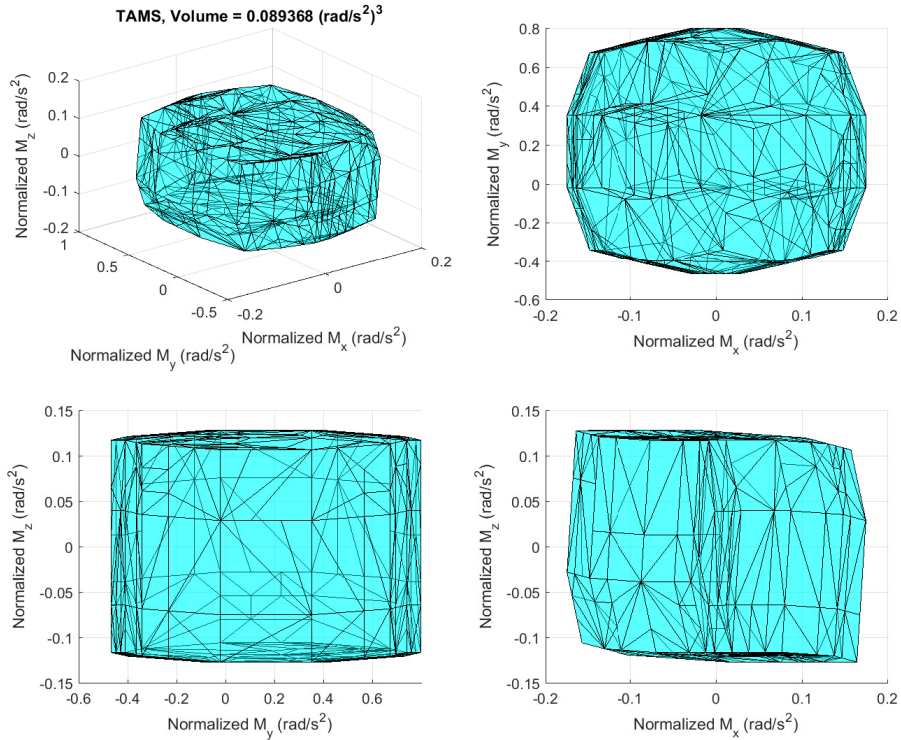 TAMS, Volume = 0.089368 (rad/s²)³
0.2
0.1
0
-0.1
-0.2
Normalized M_z (rad/s²)
1
0.5
0
-0.5
Normalized M_y (rad/s²)
-0.2
0
0.2
Normalized M_x (rad/s²)
0.8
0.6
0.4
0.2
0
-0.2
-0.4
-0.6
Normalized M_y (rad/s²)
-0.2 -0.1 0 0.1 0.2
Normalized M_x (rad/s²)
0.15
0.1
0.05
0
-0.05
-0.1
-0.15
Normalized M_z (rad/s²)
-0.6 -0.4 -0.2 0 0.2 0.4 0.6
Normalized M_y (rad/s²)
0.15
0.1
0.05
0
-0.05
-0.1
-0.15
Normalized M_z (rad/s²)
-0.2 -0.1 0 0.1 0.2
Normalized M_x (rad/s²)